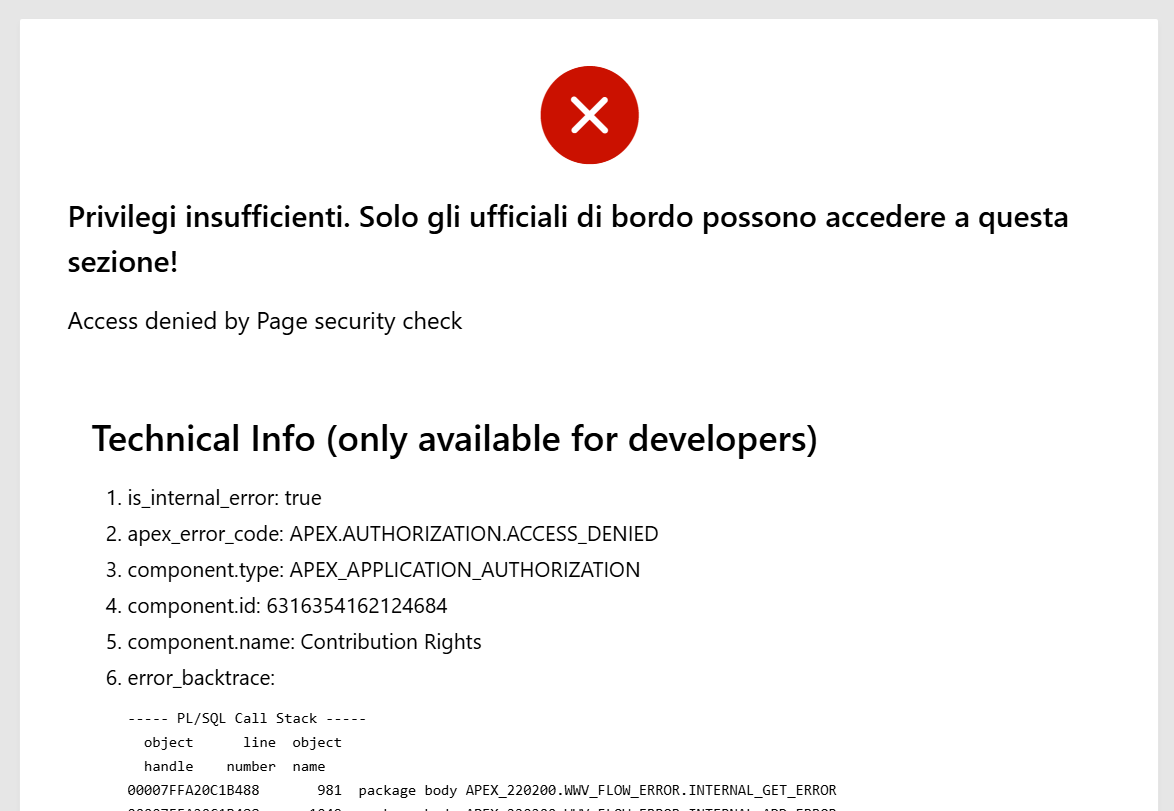 Privilegi insufficienti. Solo gli ufficiali di bordo possono accedere a questa
sezione!
Access denied by Page security check
Technical Info (only available for developers)
1. is_internal_error: true
2. apex_error_code: APEX.AUTHORIZATION.ACCESS_DENIED
3. component.type: APEX_APPLICATION_AUTHORIZATION
4. component.id: 6316354162124684
5. component.name: Contribution Rights
6. error_backtrace:
----- PL/SQL Call Stack -----
object line object
handle number name
00007FFA20C1B488 981 package body APEX_220200.WWV_FLOW_ERROR.INTERNAL_GET_ERROR